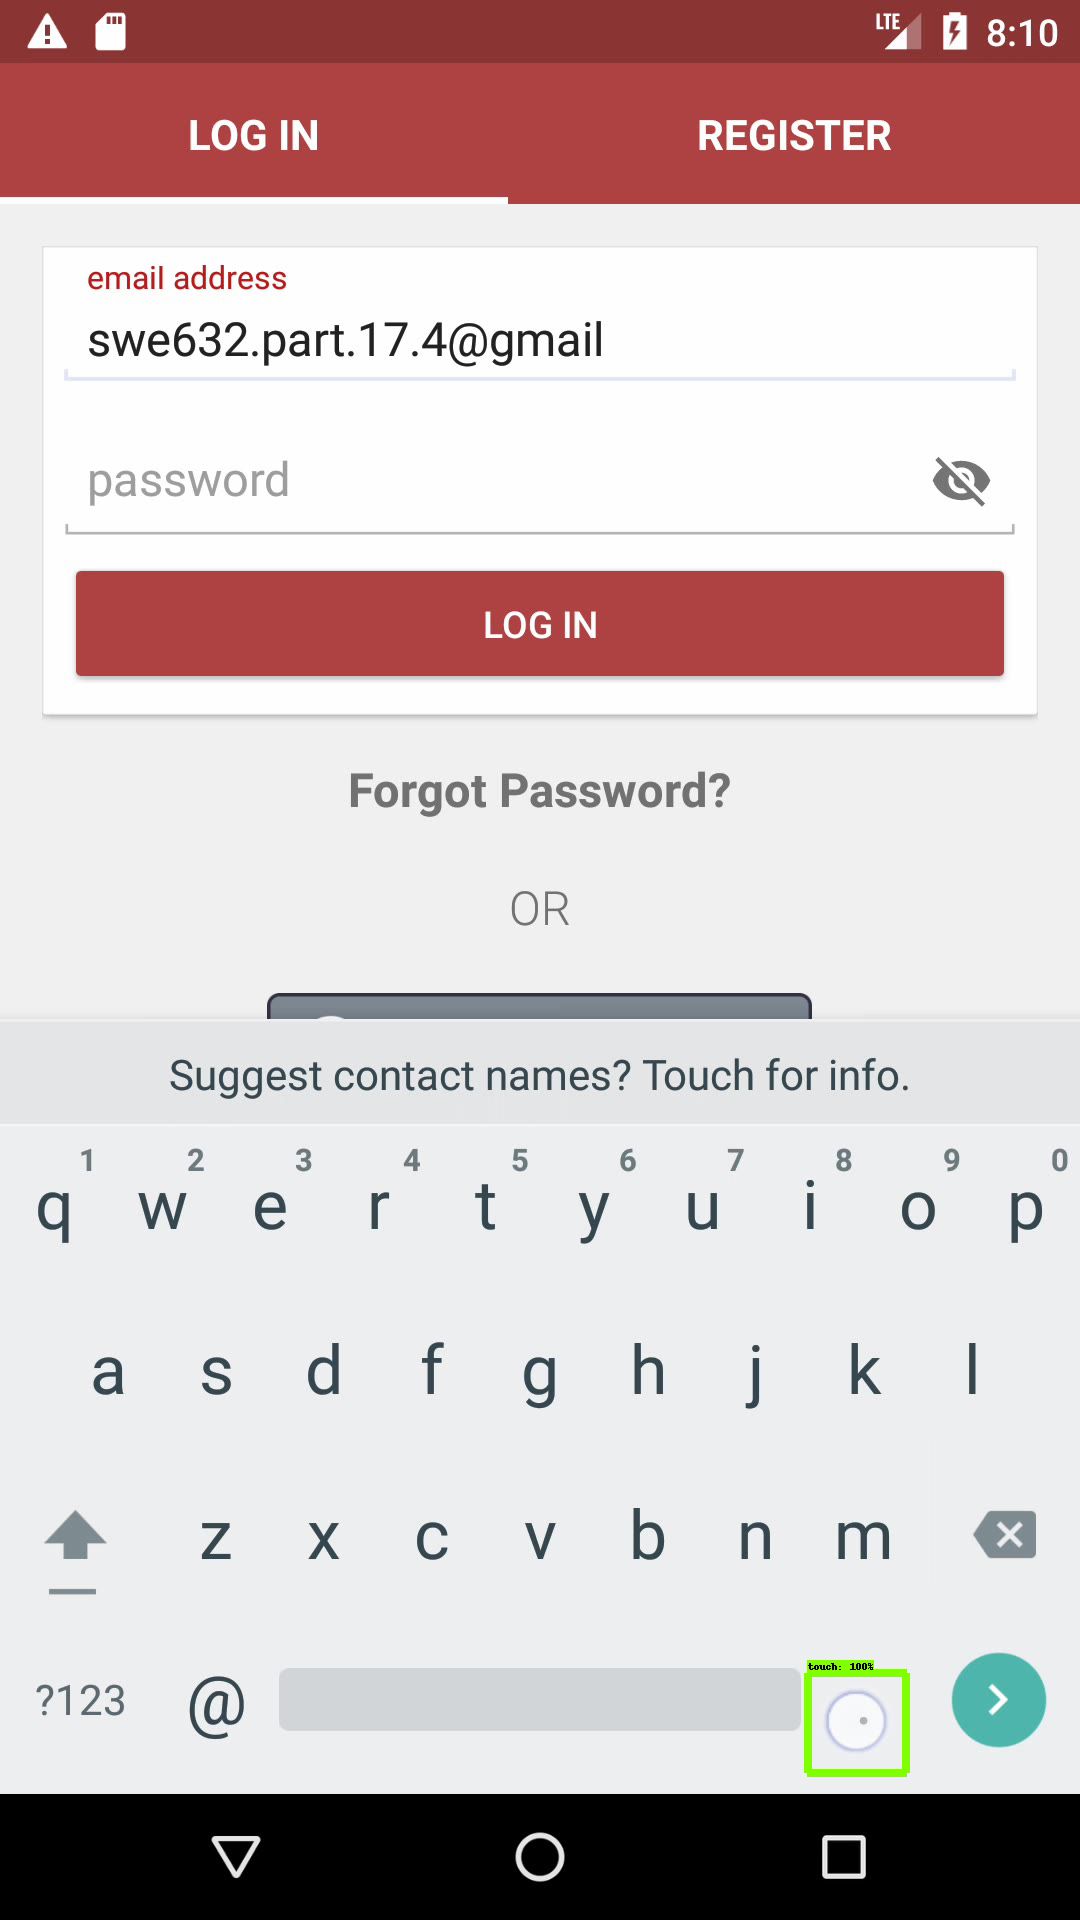 LTE 8:10
LOG IN REGISTER
email address
swe632.part.17.4@gmail
password
LOG IN
Forgot Password?
OR
Suggest contact names? Touch for info.
1 2 3 4 5 6 7 8 9 0
q w e r t y u i o p
a s d f g h j k l
z x c v b n m
touch: 100%
?123 @ .